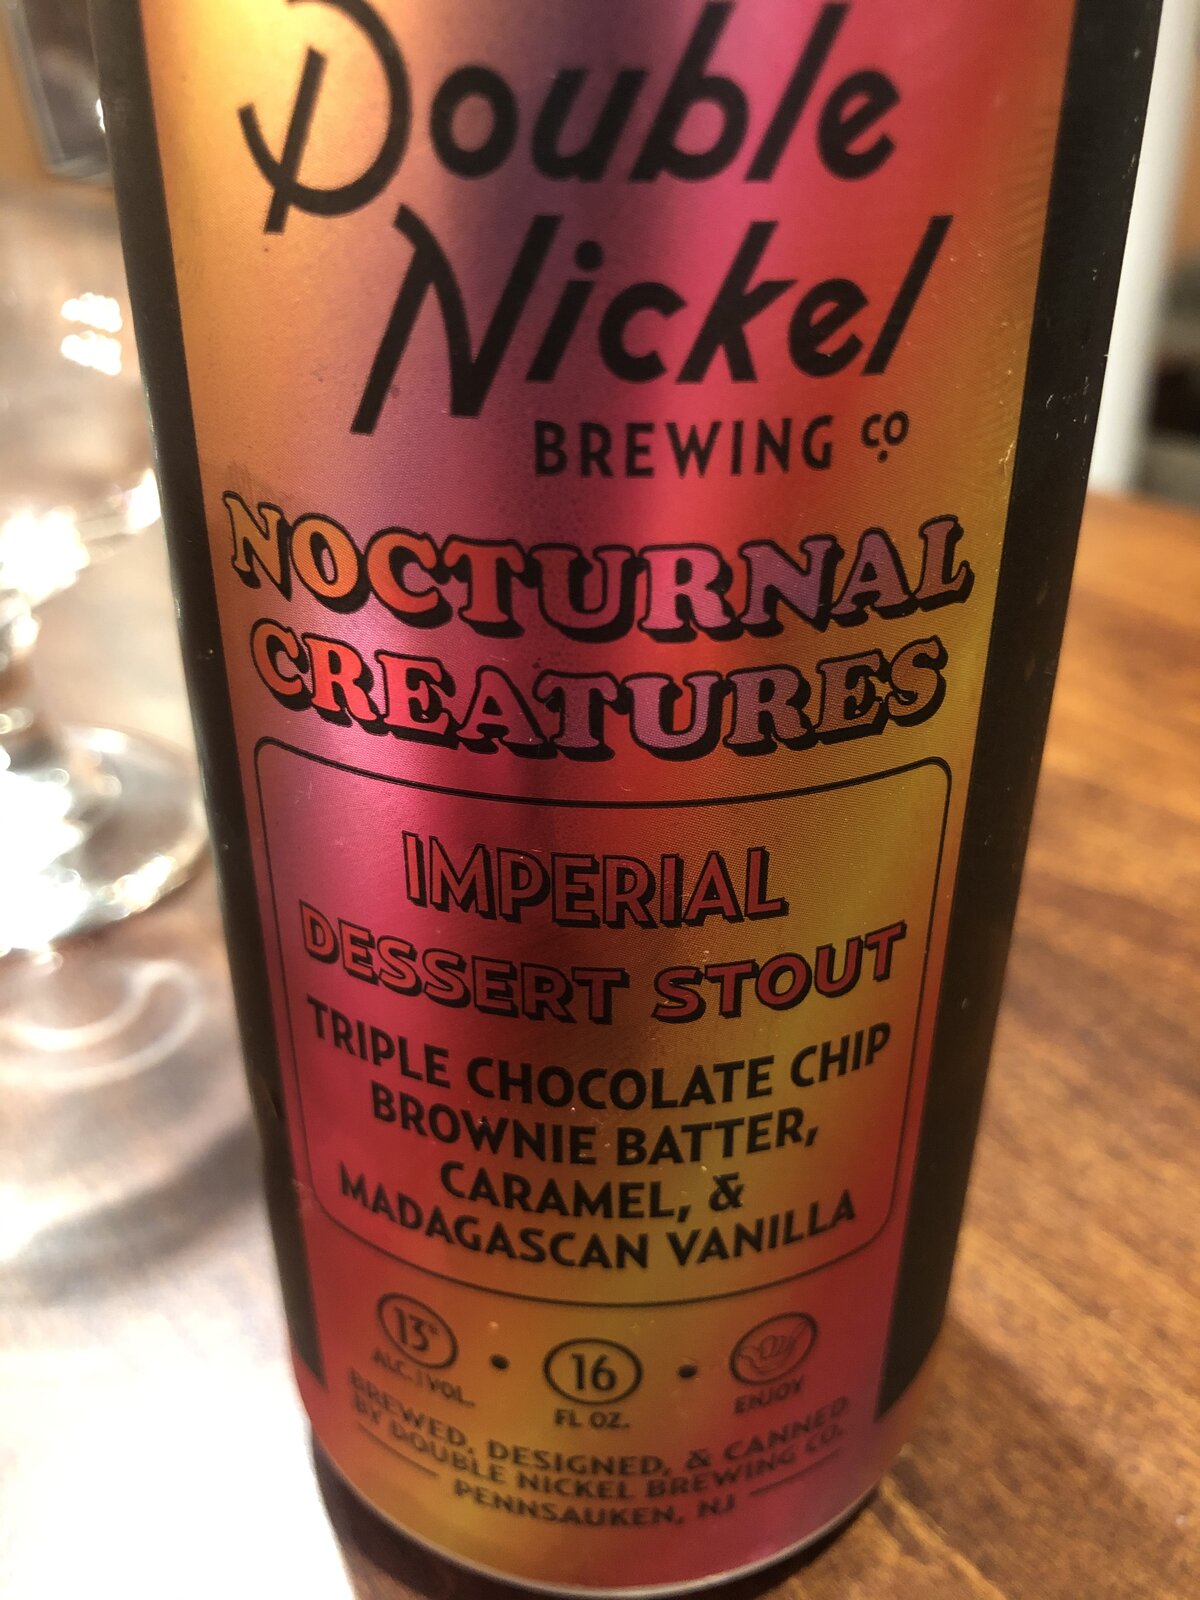 Double
Nickel
BREWING CO
NOCTURNAL
CREATURES
IMPERIAL
DESSERT STOUT
TRIPLE CHOCOLATE CHIP
BROWNIE BATTER,
CARAMEL, &
MADAGASCAN VANILLA
13%
ALC. | VOL.
16
FL OZ.
ENJOY
BREWED, DESIGNED, & CANNED
BY DOUBLE NICKEL BREWING CO.
PENNSAUKEN, NJ